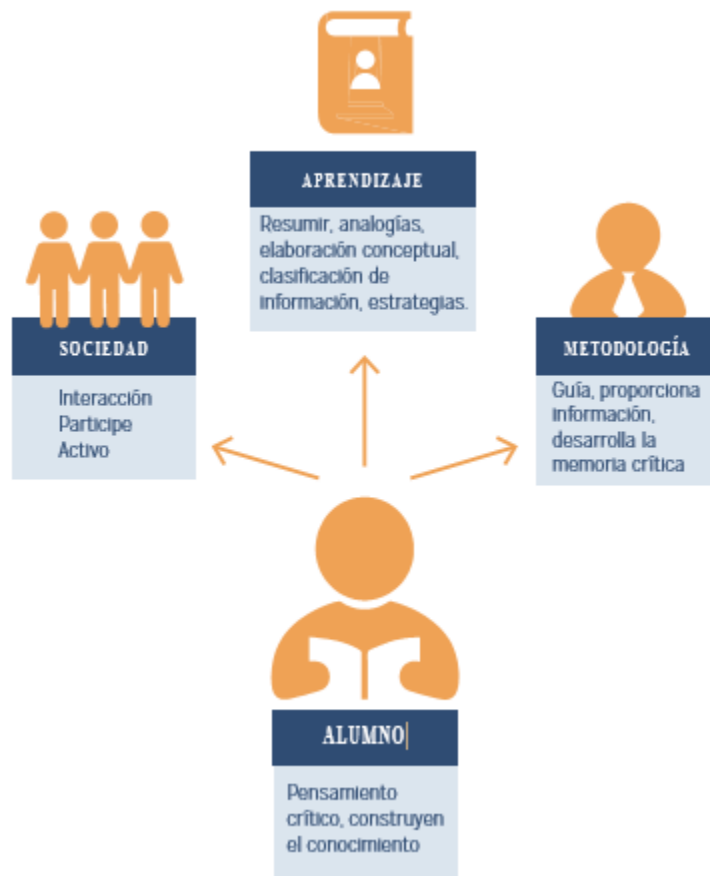 APRENDIZAJE
Resumir, analogías,
elaboración conceptual,
clasificación de
información, estrategias.
SOCIEDAD
Interacción
Participe
Activo
METODOLOGÍA
Guía, proporciona
información,
desarrolla la
memoria crítica
ALUMNO
Pensamiento
crítico, construyen
el conocimiento